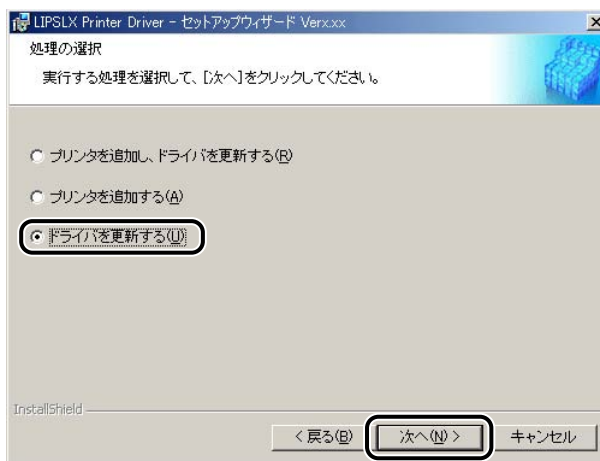 LIPSLX Printer Driver - セットアップウィザード Verx.xx
処理の選択
実行する処理を選択して、[次へ]をクリックしてください。
プリンタを追加し、ドライバを更新する(R)
プリンタを追加する(A)
ドライバを更新する(U)
InstallShield
< 戻る(B) 次へ(N) > キャンセル